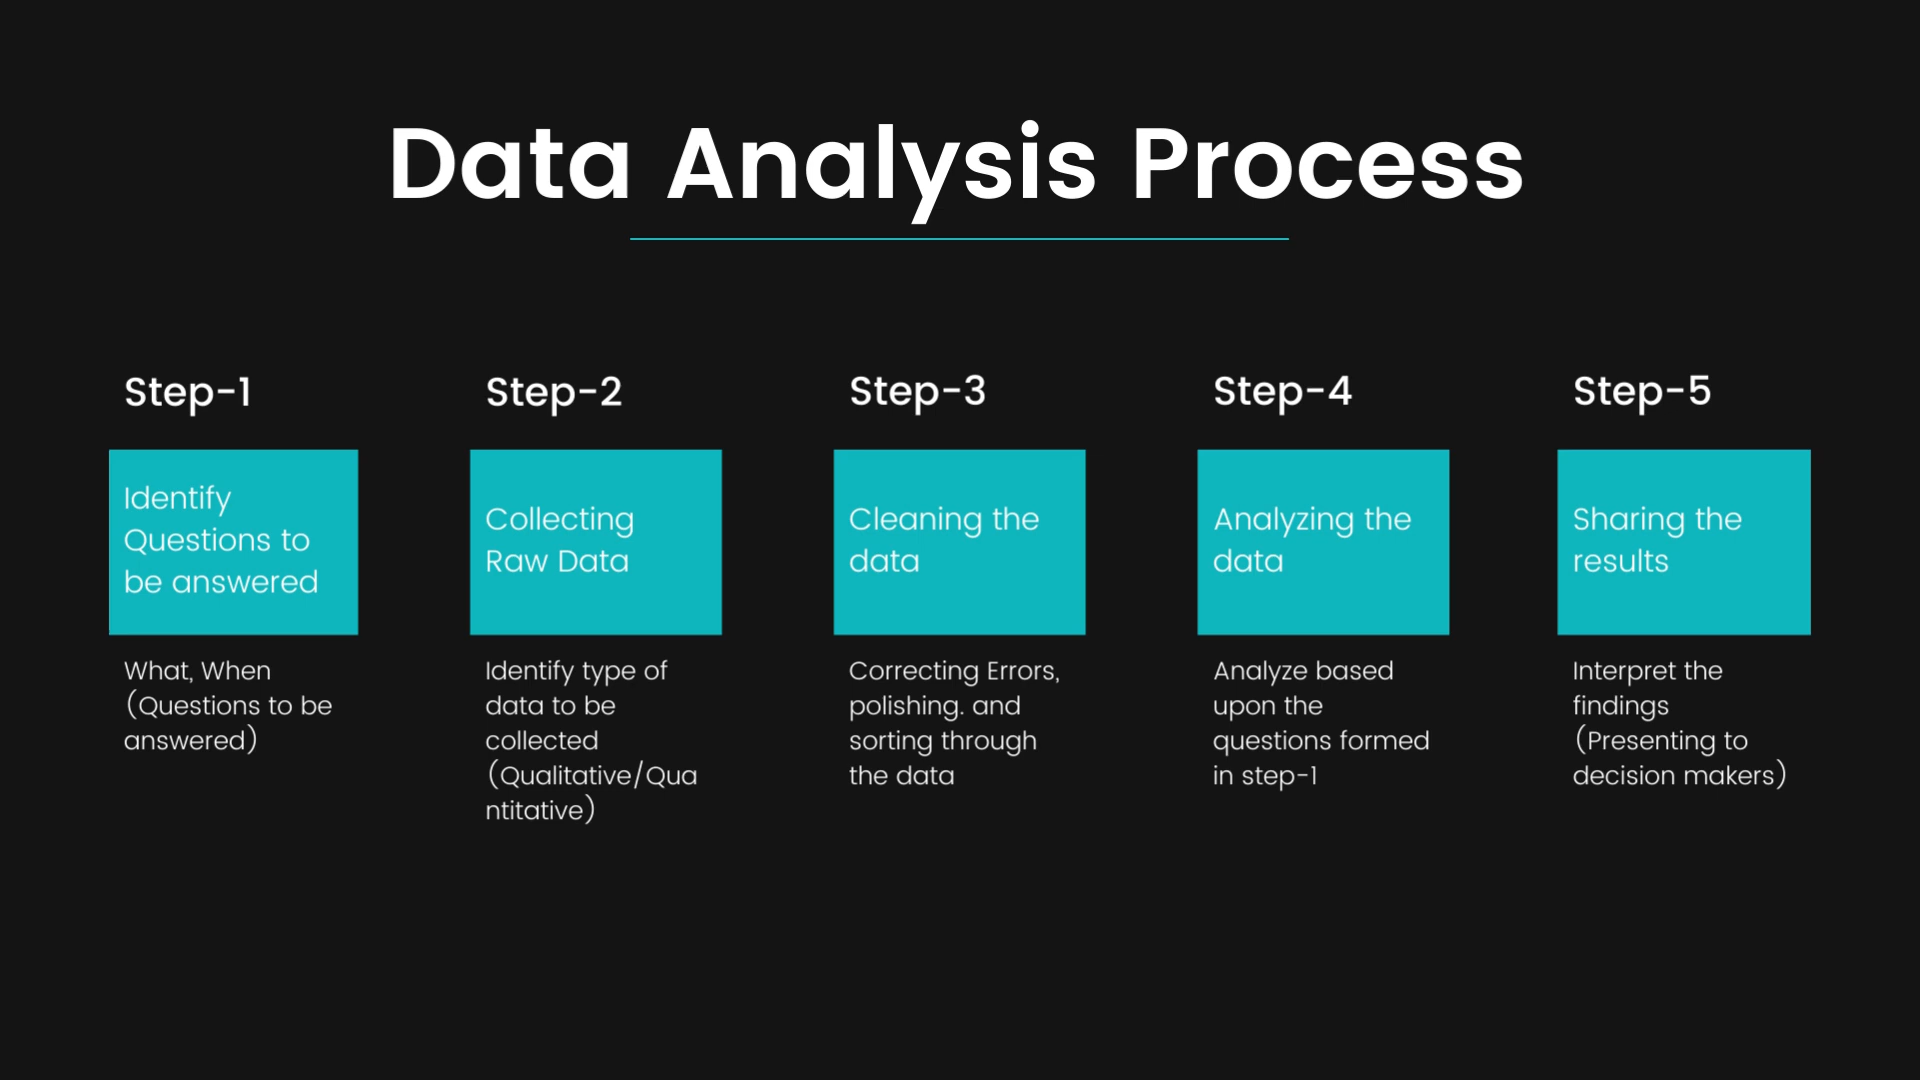 Data Analysis Process
Step-1
Identify
Questions to
be answered
What, When
(Questions to be
answered)
Step-2
Collecting
Raw Data
Identify type of
data to be
collected
(Qualitative/Qua
ntitative)
Step-3
Cleaning the
data
Correcting Errors,
polishing. and
sorting through
the data
Step-4
Analyzing the
data
Analyze based
upon the
questions formed
in step-1
Step-5
Sharing the
results
Interpret the
findings
(Presenting to
decision makers)